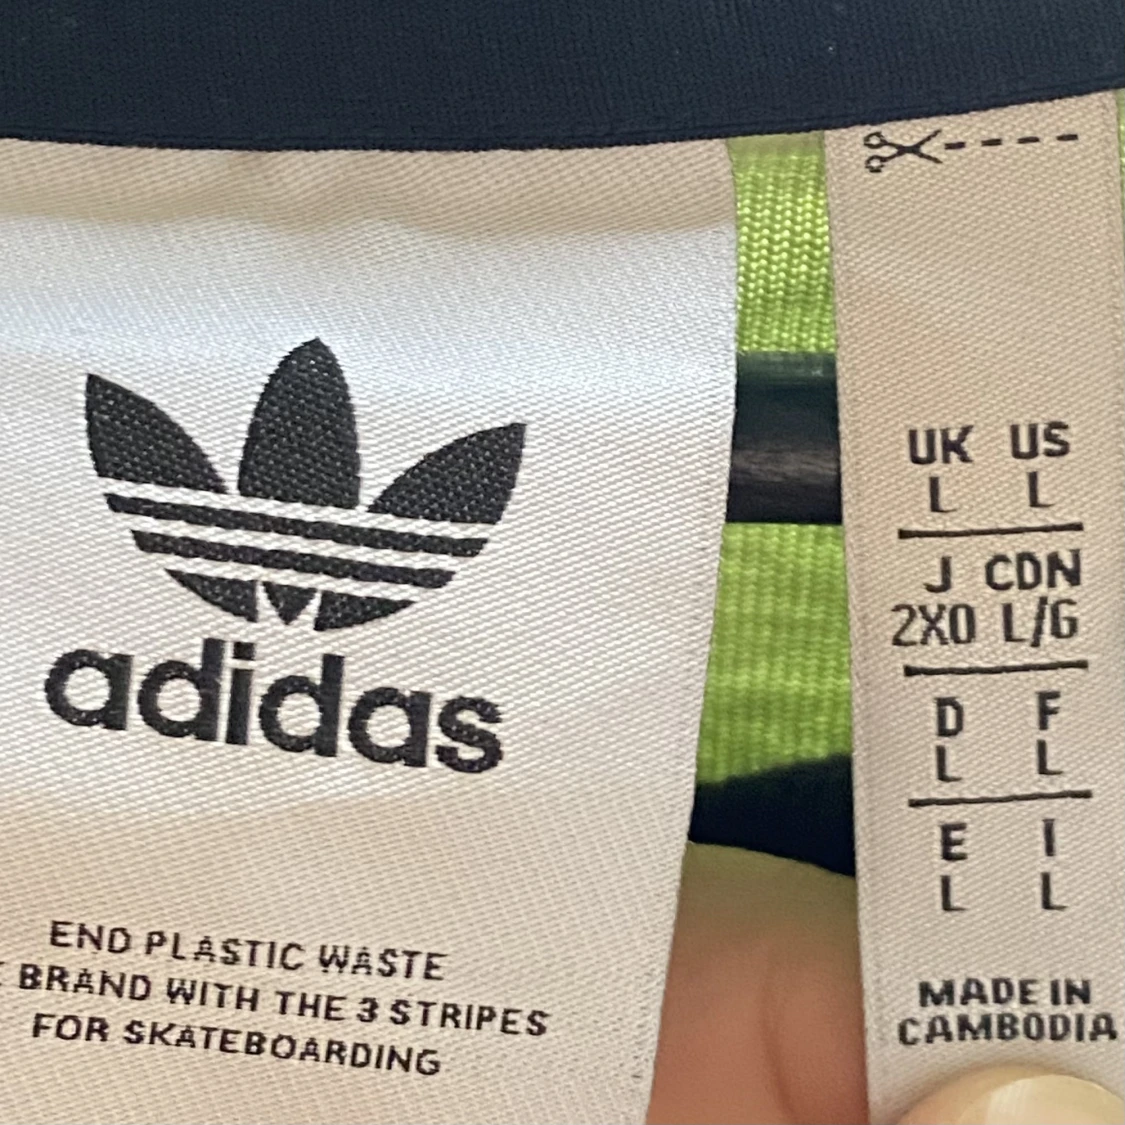 adidas
END PLASTIC WASTE
BRAND WITH THE 3 STRIPES
FOR SKATEBOARDING
UK US
L L
J CDN
2XO L/G
D F
L L
E I
L L
MADE IN
CAMBODIA